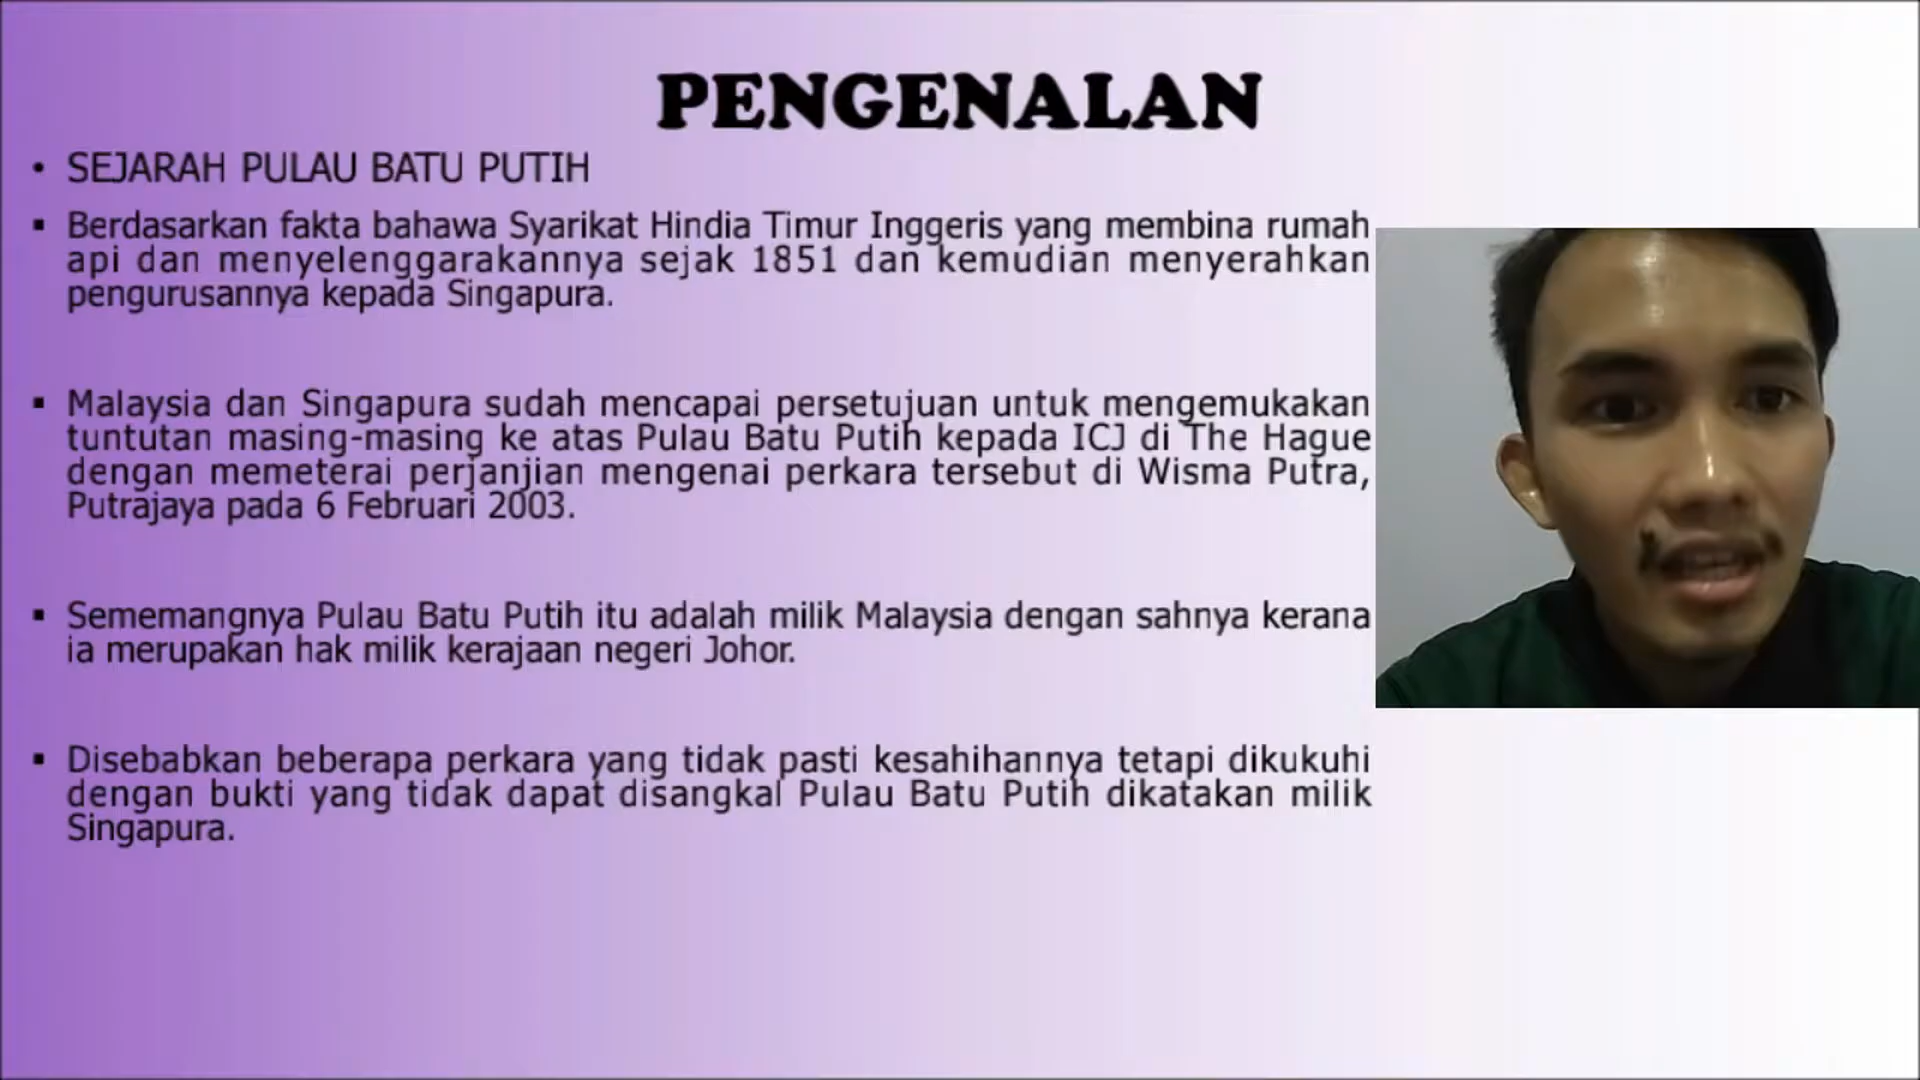 PENGENALAN
• SEJARAH PULAU BATU PUTIH
▪ Berdasarkan fakta bahawa Syarikat Hindia Timur Inggeris yang membina rumah
api dan menyelenggarakannya sejak 1851 dan kemudian menyerahkan
pengurusannya kepada Singapura.
▪ Malaysia dan Singapura sudah mencapai persetujuan untuk mengemukakan
tuntutan masing-masing ke atas Pulau Batu Putih kepada ICJ di The Hague
dengan memeterai perjanjian mengenai perkara tersebut di Wisma Putra,
Putrajaya pada 6 Februari 2003.
▪ Sememangnya Pulau Batu Putih itu adalah milik Malaysia dengan sahnya kerana
ia merupakan hak milik kerajaan negeri Johor.
▪ Disebabkan beberapa perkara yang tidak pasti kesahihannya tetapi dikukuhi
dengan bukti yang tidak dapat disangkal Pulau Batu Putih dikatakan milik
Singapura.